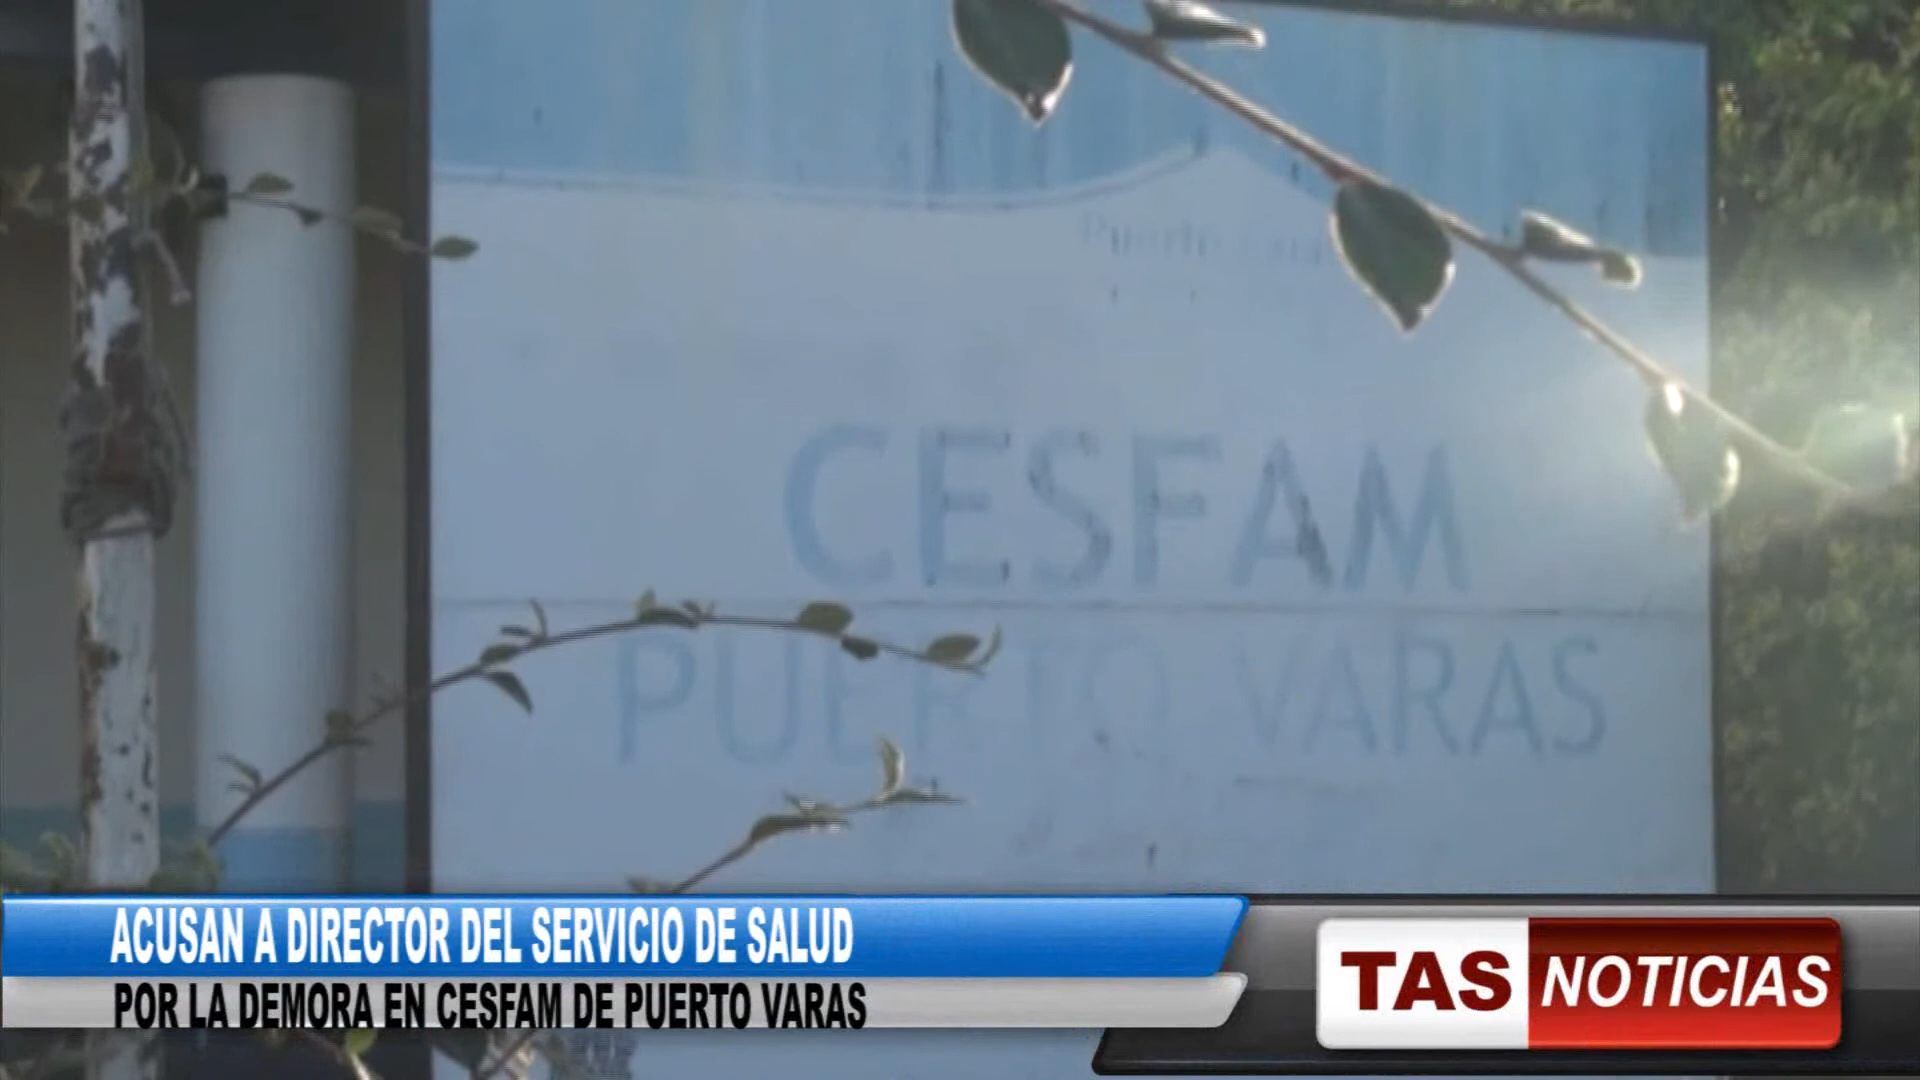 CESFAM
PUERTO VARAS
ACUSAN A DIRECTOR DEL SERVICIO DE SALUD
POR LA DEMORA EN CESFAM DE PUERTO VARAS
TAS NOTICIAS